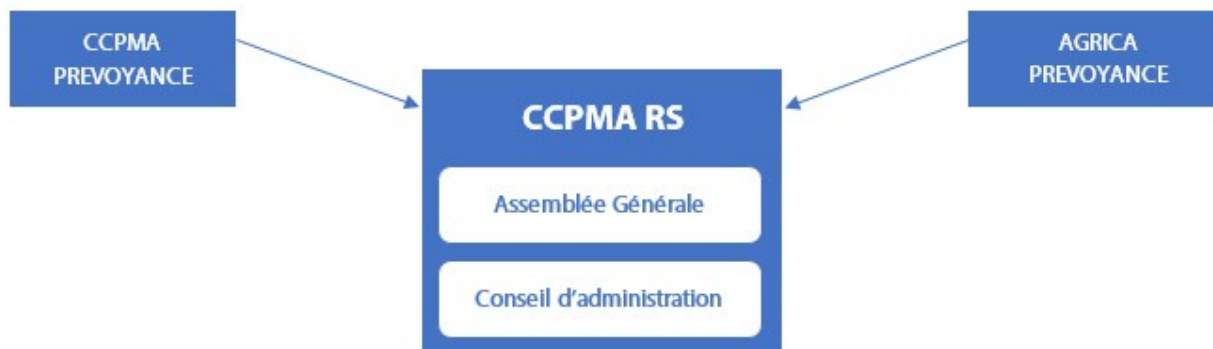 CCPMA
PREVOYANCE
AGRICA
PREVOYANCE
CCPMA RS
Assemblée Générale
Conseil d'administration